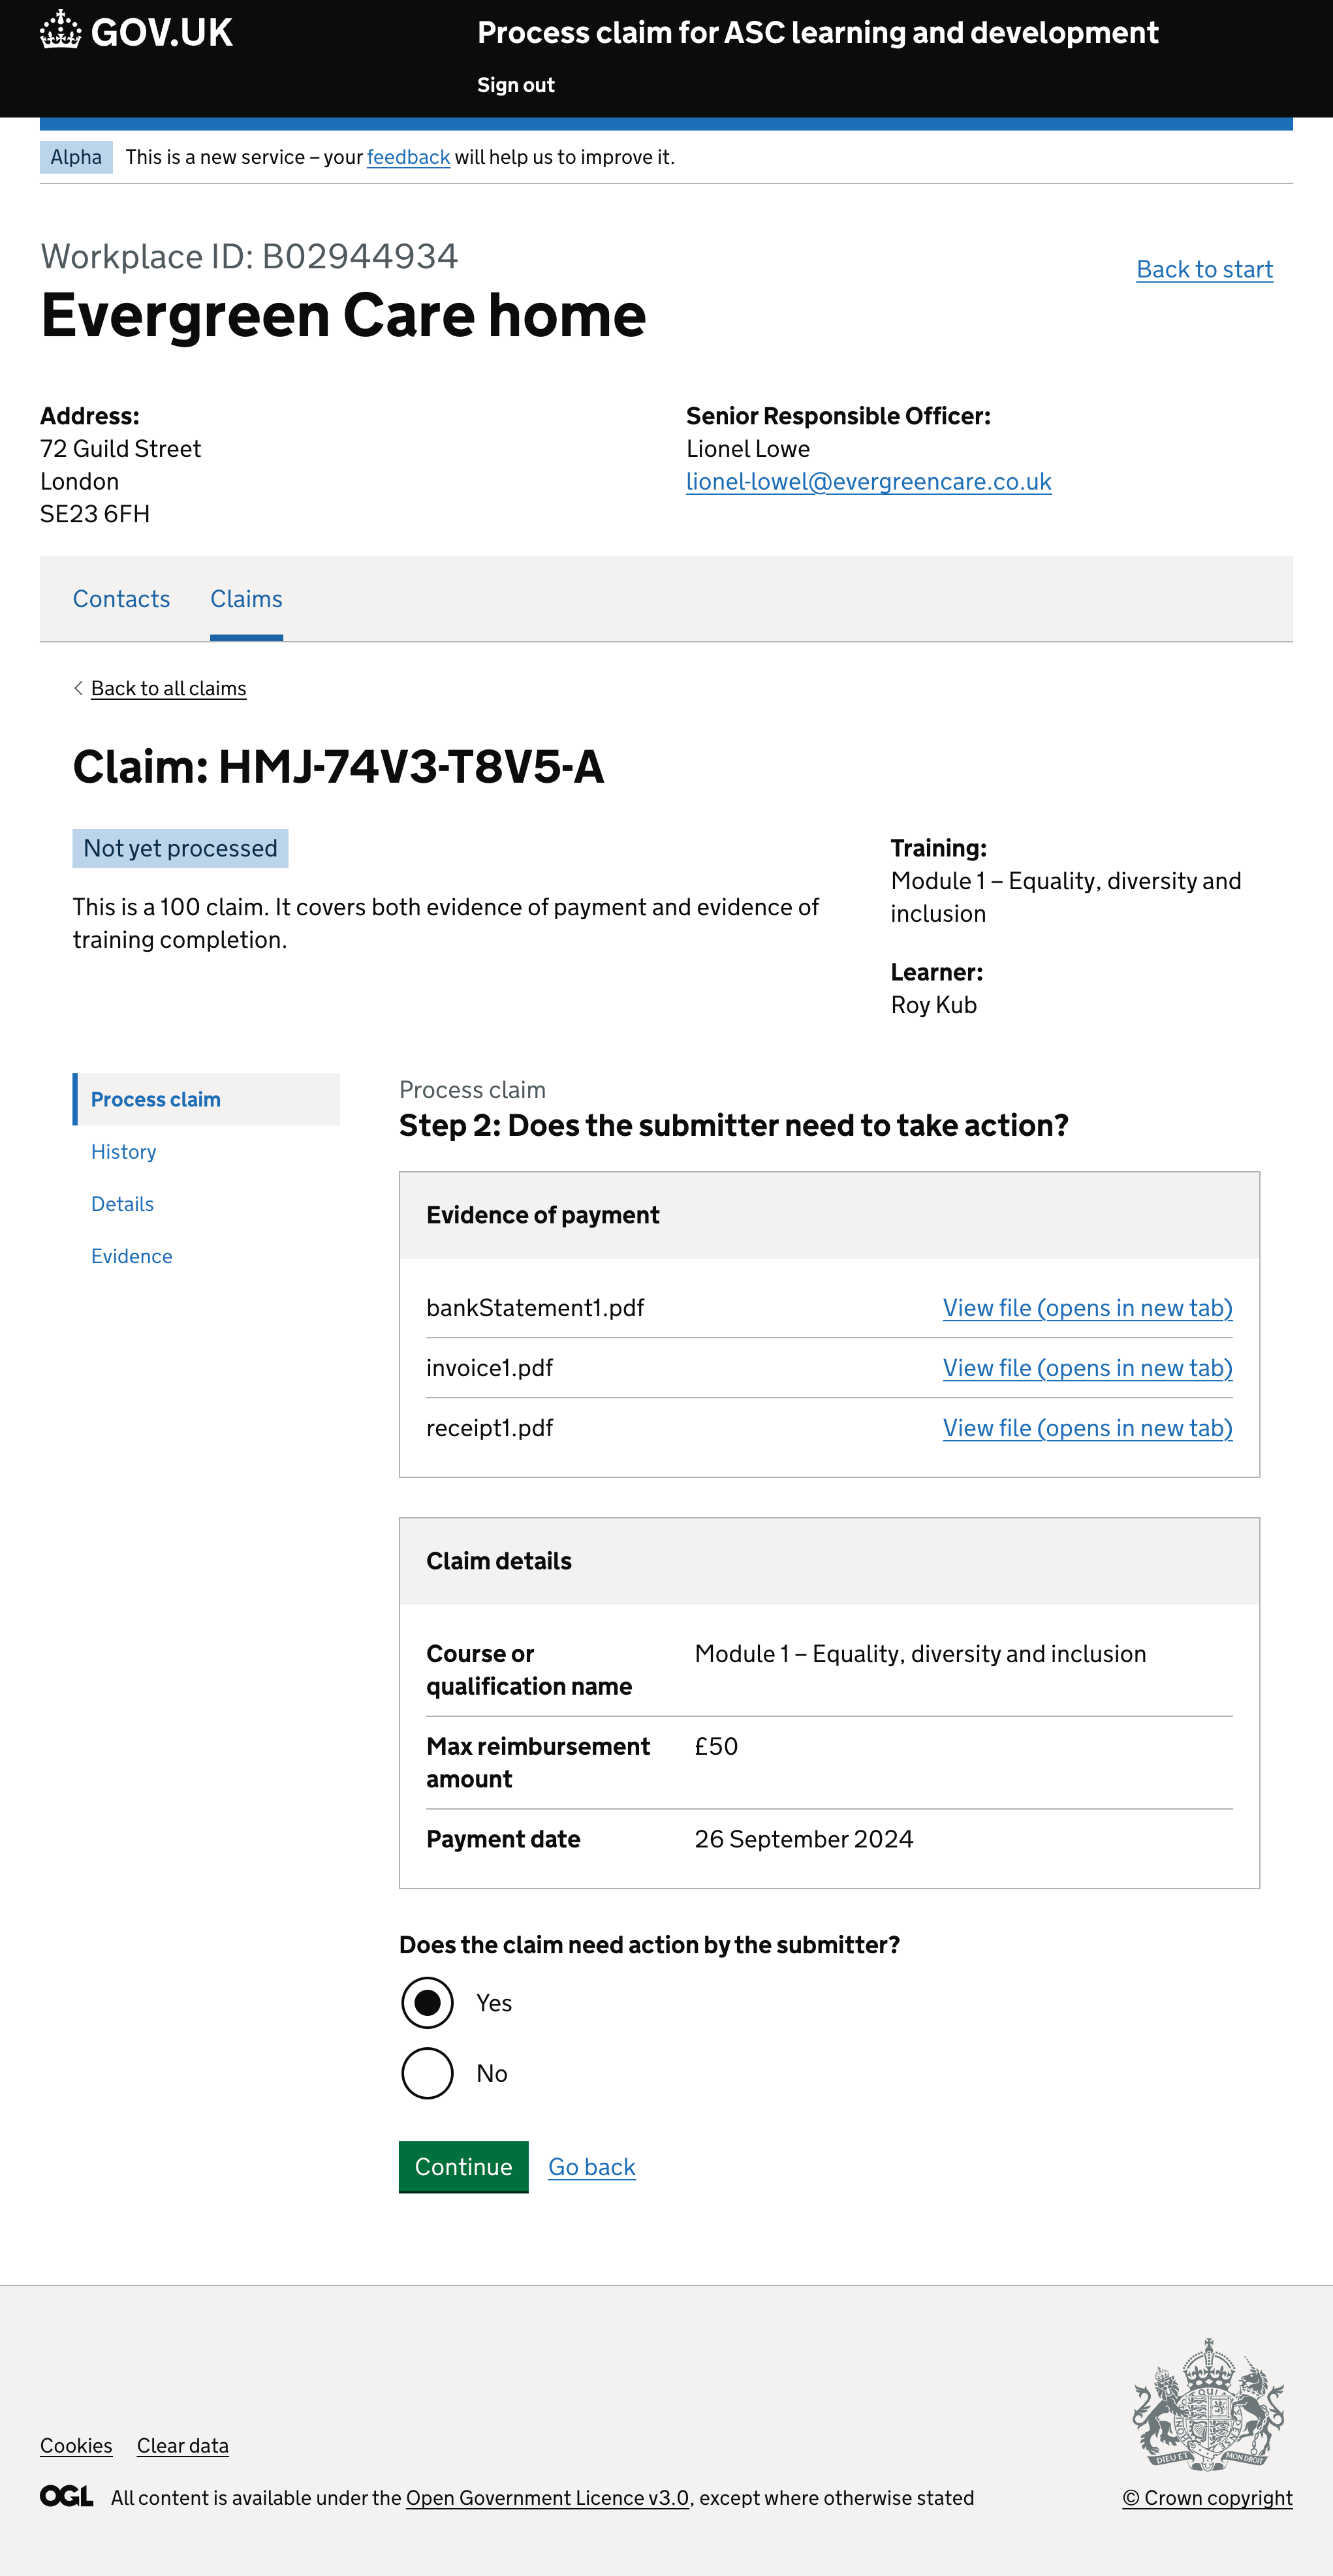 GOV.UK
Process claim for ASC learning and development
Sign out
Alpha This is a new service – your feedback will help us to improve it.
Workplace ID: B02944934
Back to start
Evergreen Care home
Address:
72 Guild Street
London
SE23 6FH
Senior Responsible Officer:
Lionel Lowe
lionel-lowel@evergreencare.co.uk
Contacts Claims
Back to all claims
Claim: HMJ-74V3-T8V5-A
Not yet processed
This is a 100 claim. It covers both evidence of payment and evidence of
training completion.
Training:
Module 1 – Equality, diversity and
inclusion
Learner:
Roy Kub
Process claim
History
Details
Evidence
Process claim
Step 2: Does the submitter need to take action?
Evidence of payment
bankStatement1.pdf View file (opens in new tab)
invoice1.pdf View file (opens in new tab)
receipt1.pdf View file (opens in new tab)
Claim details
Course or
qualification name
Module 1 – Equality, diversity and inclusion
Max reimbursement
amount
£50
Payment date 26 September 2024
Does the claim need action by the submitter?
Yes
No
Continue Go back
DIEU ET MON DROIT
Cookies Clear data
OGL All content is available under the Open Government Licence v3.0, except where otherwise stated
© Crown copyright